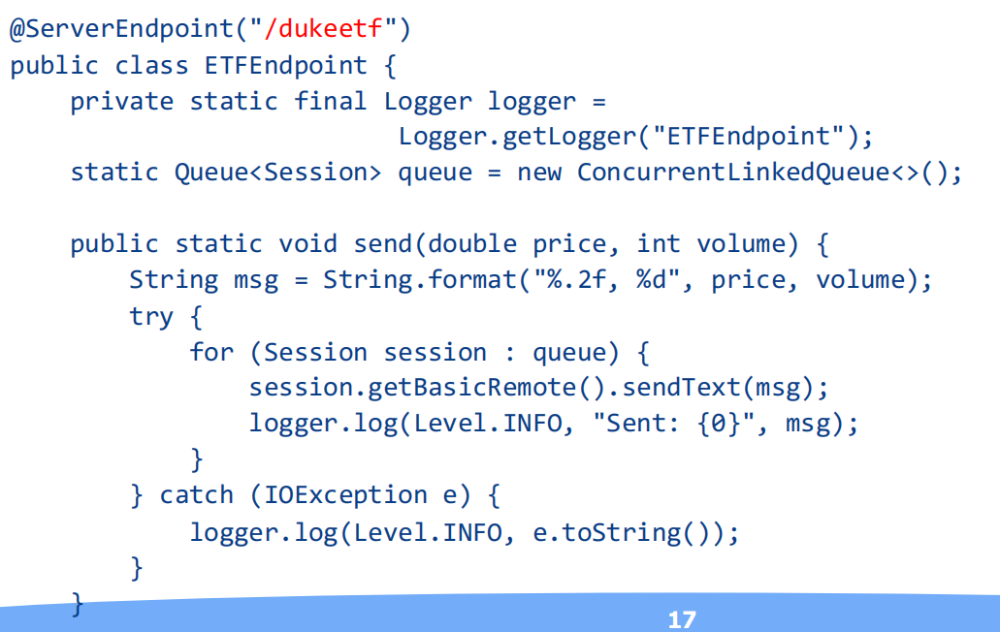 @ServerEndpoint("/dukeetf")
public class ETFEndpoint {
    private static final Logger logger =
                          Logger.getLogger("ETFEndpoint");
    static Queue<Session> queue = new ConcurrentLinkedQueue<>();

    public static void send(double price, int volume) {
        String msg = String.format("%.2f, %d", price, volume);
        try {
            for (Session session : queue) {
                session.getBasicRemote().sendText(msg);
                logger.log(Level.INFO, "Sent: {0}", msg);
            }
        } catch (IOException e) {
            logger.log(Level.INFO, e.toString());
        }
    }
17